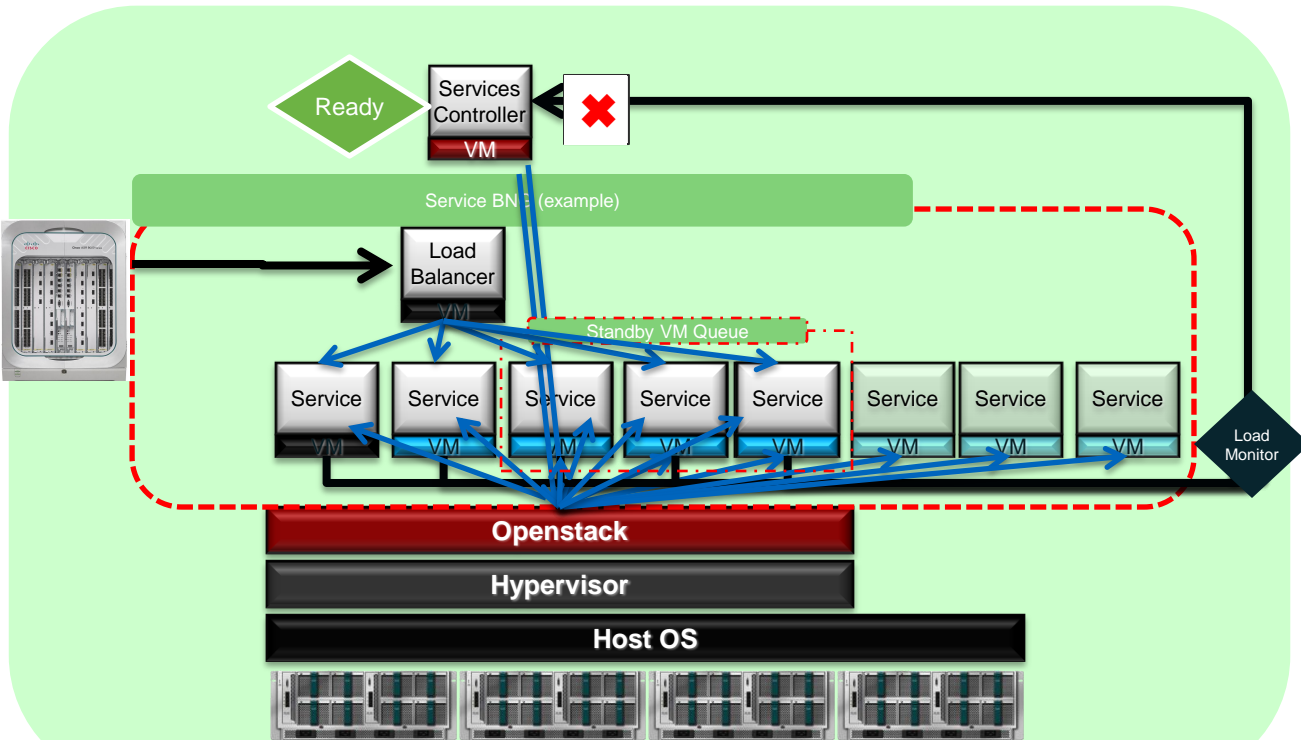 Ready
Services
Controller
VM
Service BNG (example)
Load
Balancer
VM
Standby VM Queue
Service
VM
Service
VM
Service
VM
Service
VM
Service
VM
Service
VM
Service
VM
Service
VM
Load
Monitor
Openstack
Hypervisor
Host OS